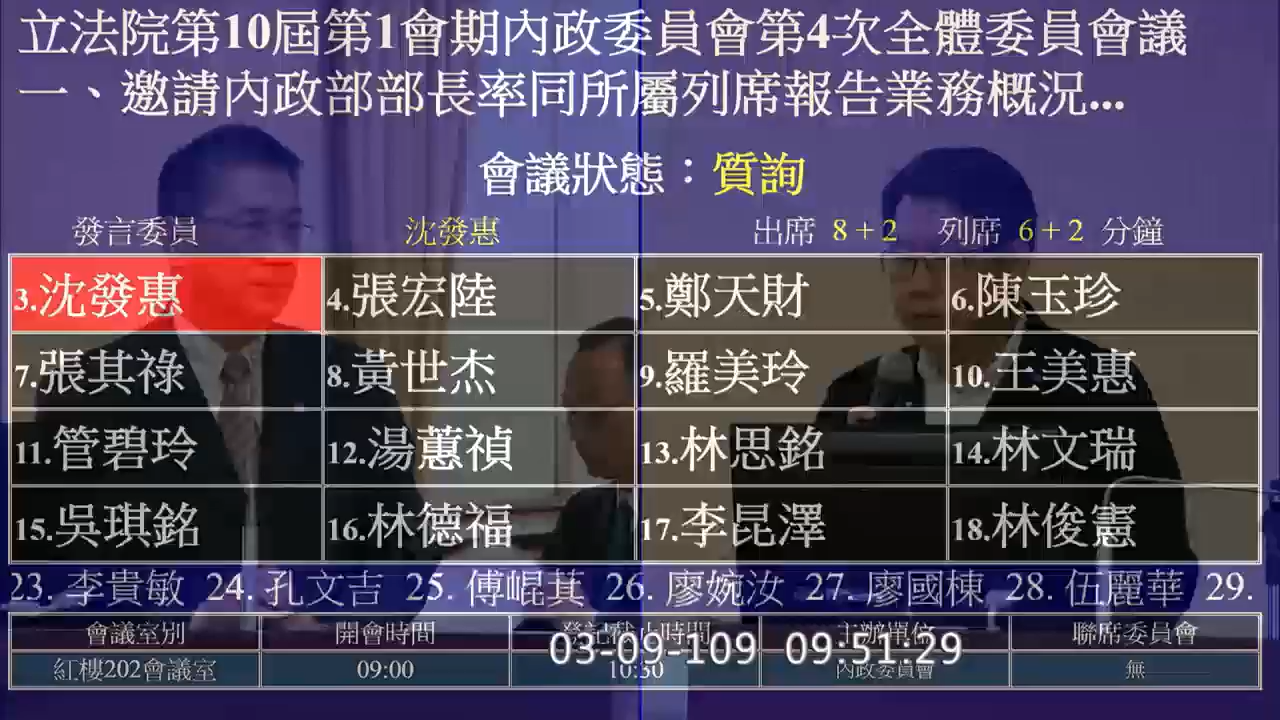 立法院第10屆第1會期內政委員會第4次全體委員會議
一、邀請內政部部長率同所屬列席報告業務概況...
會議狀態：質詢
發言委員 沈發惠 出席 8+2 列席 6+2 分鐘
3.沈發惠 4.張宏陸 5.鄭天財 6.陳玉珍
7.張其祿 8.黃世杰 9.羅美玲 10.王美惠
11.管碧玲 12.湯蕙禎 13.林思銘 14.林文瑞
15.吳琪銘 16.林德福 17.李昆澤 18.林俊憲
23. 李貴敏 24. 孔文吉 25. 傅崐萁 26. 廖婉汝 27. 廖國棟 28. 伍麗華 29.
會議室別 開會時間 登記截止時間 主辦單位 聯席委員會
03-09-109 09:51:29
紅樓202會議室 09:00 10:30 內政委員會 無